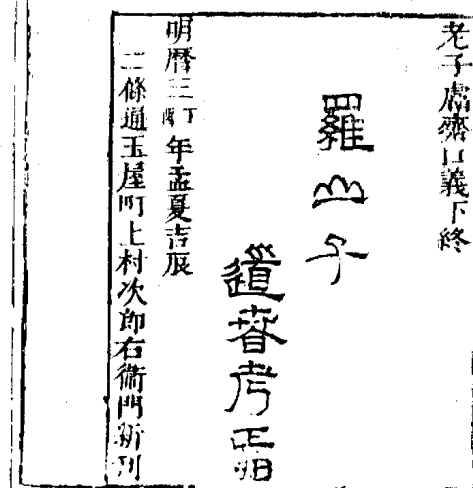 老子鬳齋口義下終
羅山子
道春考正
明暦三丁酉年孟夏吉辰
二條通玉屋町上村次郎右衛門新刊